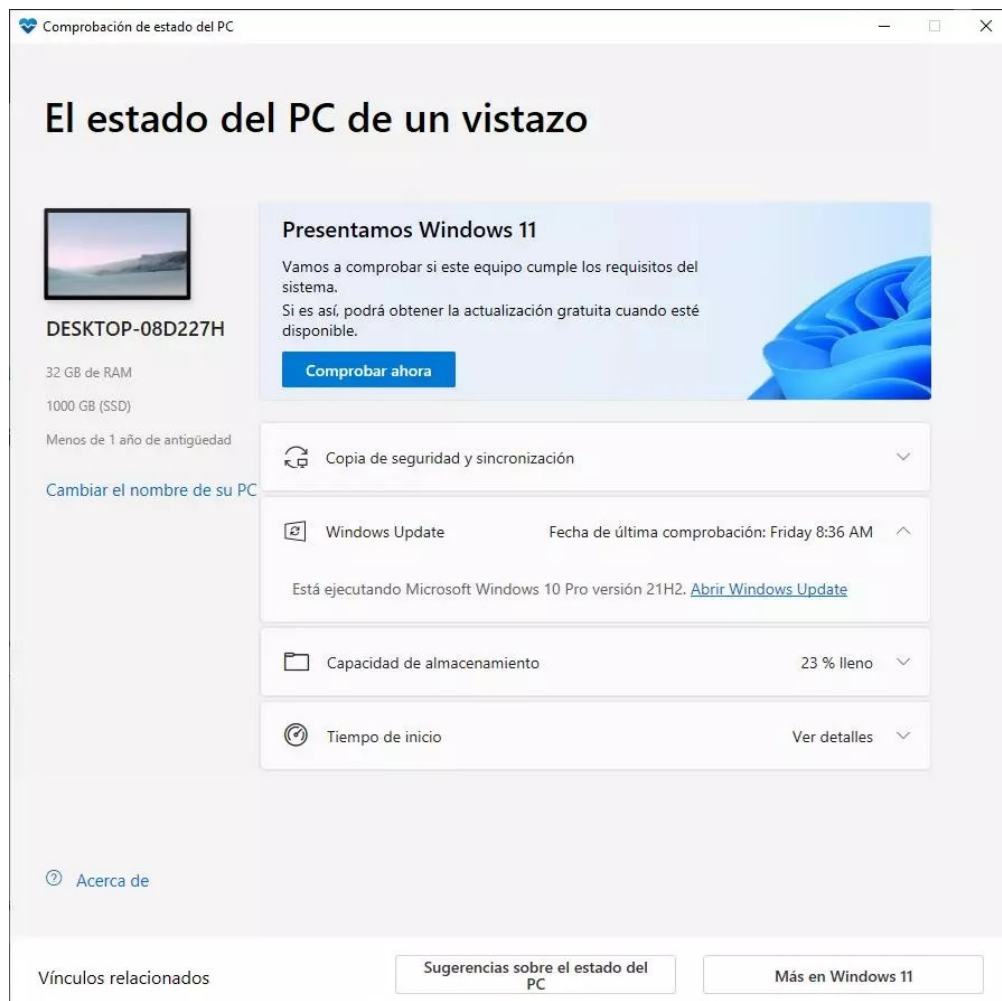 Comprobación de estado del PC
El estado del PC de un vistazo
DESKTOP-08D227H
32 GB de RAM
1000 GB (SSD)
Menos de 1 año de antigüedad
Cambiar el nombre de su PC
Presentamos Windows 11
Vamos a comprobar si este equipo cumple los requisitos del
sistema.
Si es así, podrá obtener la actualización gratuita cuando esté
disponible.
Comprobar ahora
Copia de seguridad y sincronización
Windows Update Fecha de última comprobación: Friday 8:36 AM
Está ejecutando Microsoft Windows 10 Pro versión 21H2. Abrir Windows Update
Capacidad de almacenamiento 23 % lleno
Tiempo de inicio Ver detalles
Acerca de
Vínculos relacionados
Sugerencias sobre el estado del
PC
Más en Windows 11